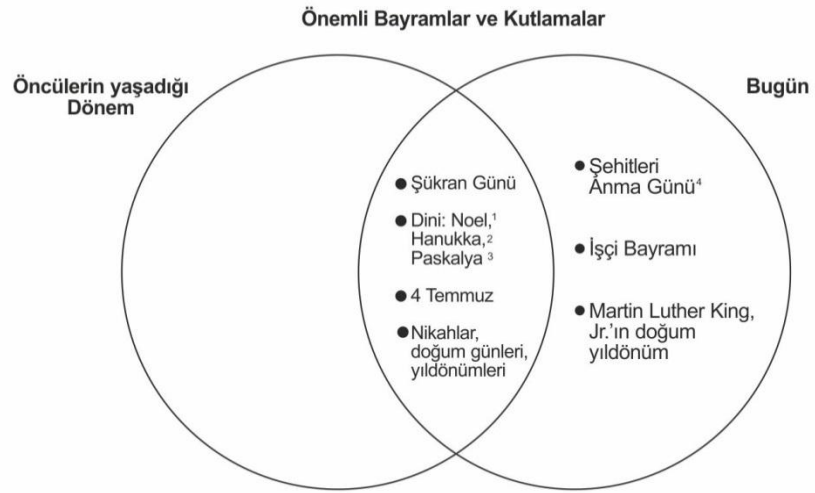 Önemli Bayramlar ve Kutlamalar
Öncülerin yaşadığı
Dönem
Bugün
● Şükran Günü
● Dini: Noel,¹
Hanukka,²
Paskalya ³
● 4 Temmuz
● Nikahlar,
doğum günleri,
yıldönümleri
● Şehitleri
Anma Günü⁴
● İşçi Bayramı
● Martin Luther King,
Jr.'ın doğum
yıldönüm